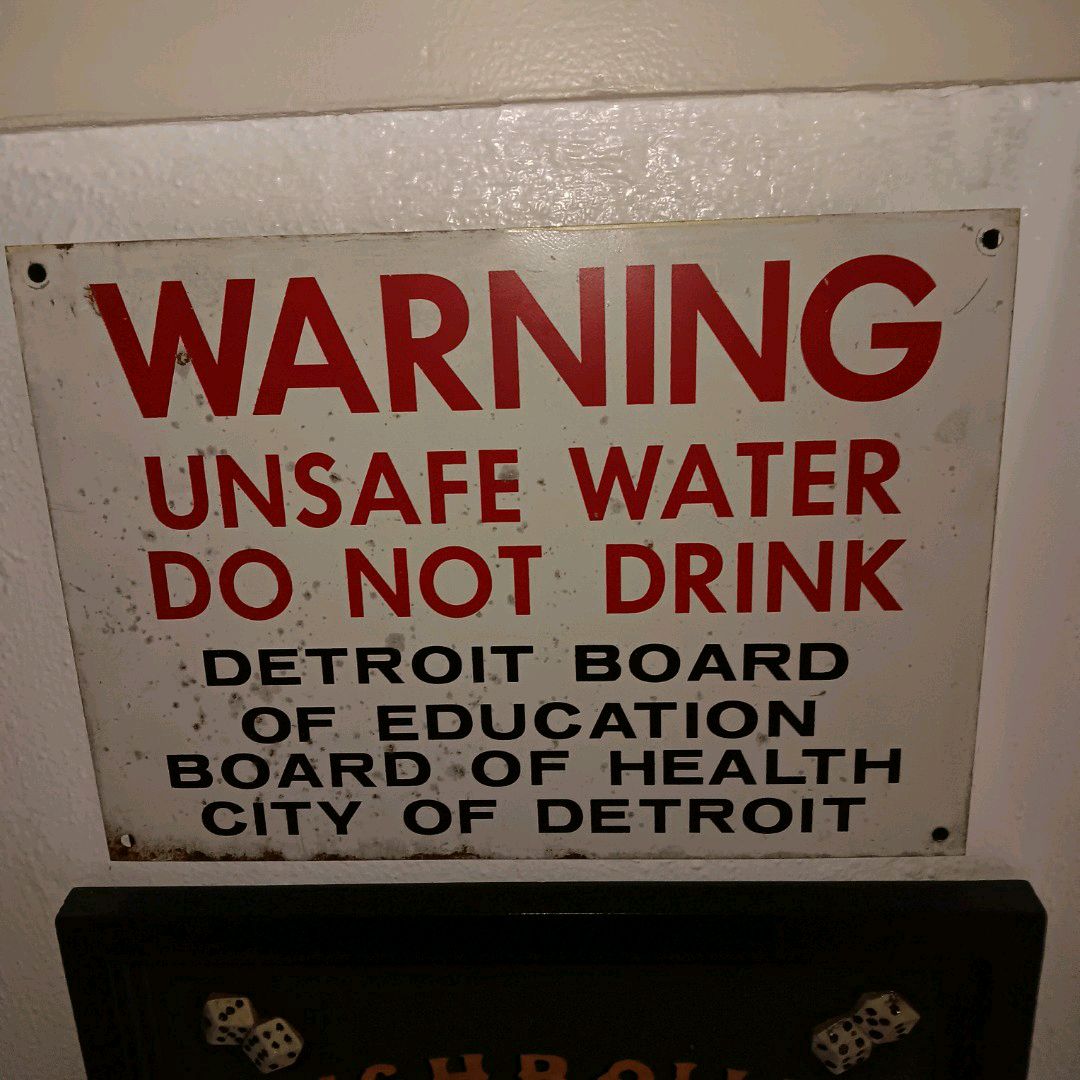 WARNING
UNSAFE WATER
DO NOT DRINK
DETROIT BOARD
OF EDUCATION
BOARD OF HEALTH
CITY OF DETROIT